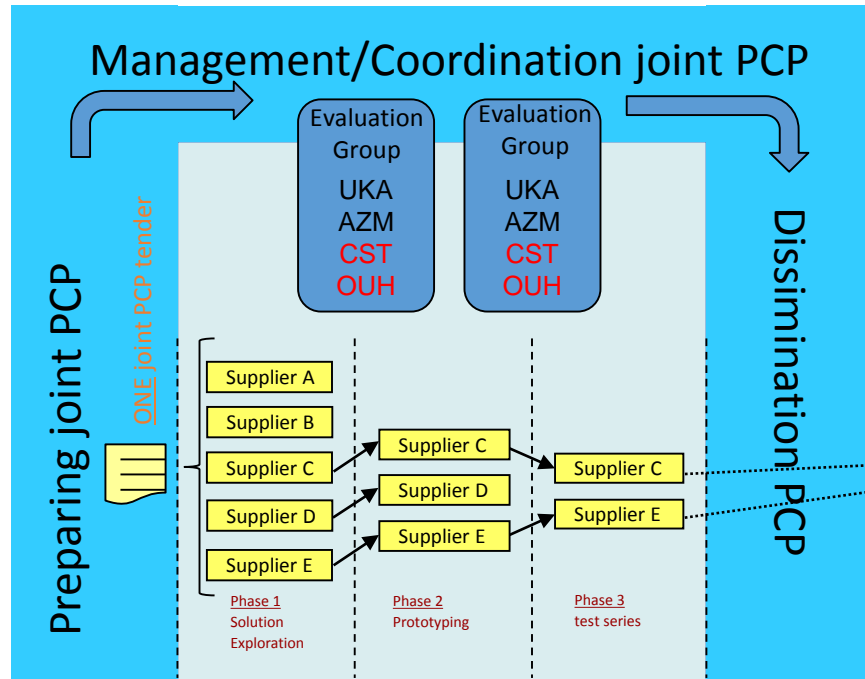 Management/Coordination joint PCP
Evaluation
Group
UKA
AZM
CST
OUH
Evaluation
Group
UKA
AZM
CST
OUH
Preparing joint PCP
ONE joint PCP tender
Supplier A
Supplier B
Supplier C
Supplier D
Supplier E
Phase 1
Solution
Exploration
Supplier C
Supplier D
Supplier E
Phase 2
Prototyping
Supplier C
Supplier E
Phase 3
test series
Dissimination PCP